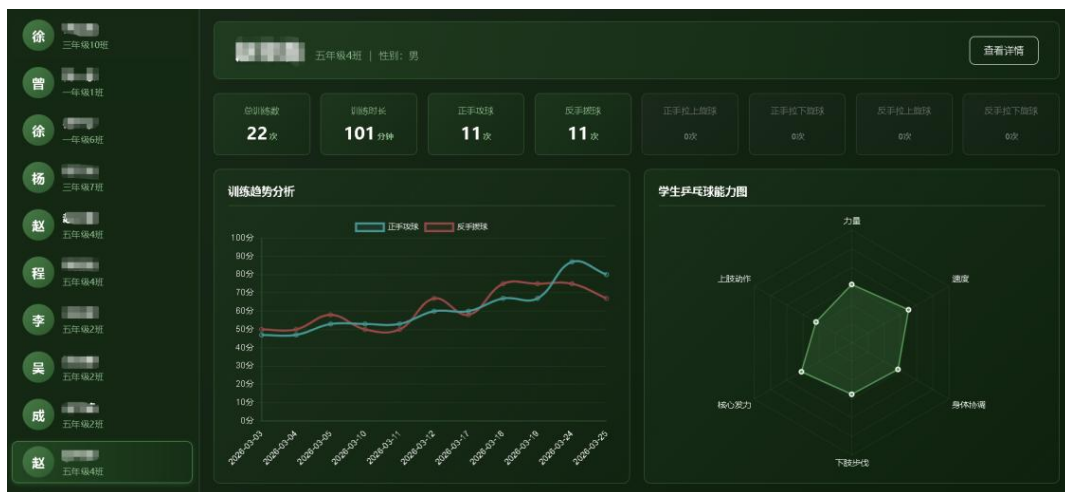 徐
三年级10班
曾
一年级1班
徐
一年级6班
杨
三年级7班
赵
五年级4班
程
五年级4班
李
五年级2班
吴
五年级2班
成
五年级2班
赵
五年级4班
五年级4班 | 性别: 男
查看详情
总训练数
22次
训练时长
101分钟
正手攻球
11次
反手拨球
11次
正手拉上旋球
0次
正手拉下旋球
0次
反手拉上旋球
0次
反手拉下旋球
0次
训练趋势分析
正手攻球 反手拨球
100分
90分
80分
70分
60分
50分
40分
30分
20分
10分
0分
2026-03-03
2026-03-04
2026-03-05
2026-03-10
2026-03-11
2026-03-12
2026-03-17
2026-03-18
2026-03-19
2026-03-24
2026-03-25
学生乒乓球能力图
力量
速度
身体协调
下肢步伐
核心发力
上肢动作